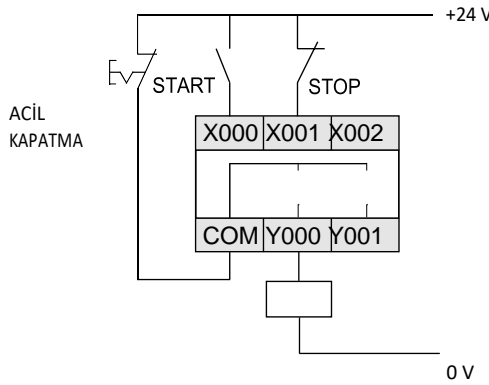 +24 V
START
STOP
ACİL
KAPATMA
X000 X001 X002
COM Y000 Y001
0 V